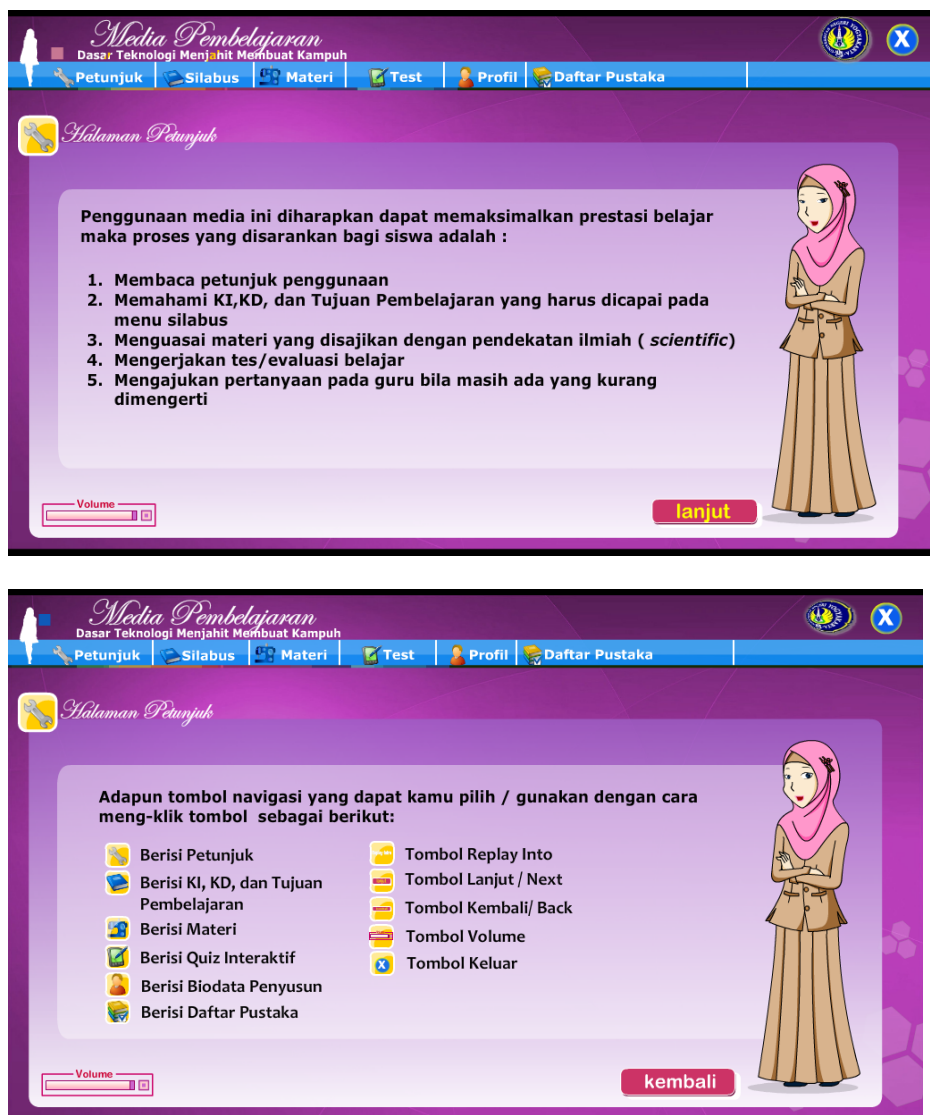 Media Pembelajaran
Dasar Teknologi Menjahit Membuat Kampuh
X
Petunjuk Silabus Materi Test Profil Daftar Pustaka
Halaman Petunjuk
Penggunaan media ini diharapkan dapat memaksimalkan prestasi belajar
maka proses yang disarankan bagi siswa adalah :
1. Membaca petunjuk penggunaan
2. Memahami KI,KD, dan Tujuan Pembelajaran yang harus dicapai pada
menu silabus
3. Menguasai materi yang disajikan dengan pendekatan ilmiah ( scientific)
4. Mengerjakan tes/evaluasi belajar
5. Mengajukan pertanyaan pada guru bila masih ada yang kurang
dimengerti
Volume
lanjut
Media Pembelajaran
Dasar Teknologi Menjahit Membuat Kampuh
X
Petunjuk Silabus Materi Test Profil Daftar Pustaka
Halaman Petunjuk
Adapun tombol navigasi yang dapat kamu pilih / gunakan dengan cara
meng-klik tombol sebagai berikut:
Berisi Petunjuk
Berisi KI, KD, dan Tujuan
Pembelajaran
Berisi Materi
Berisi Quiz Interaktif
Berisi Biodata Penyusun
Berisi Daftar Pustaka
Tombol Replay Into
Tombol Lanjut / Next
Tombol Kembali/ Back
Tombol Volume
X Tombol Keluar
Volume
kembali